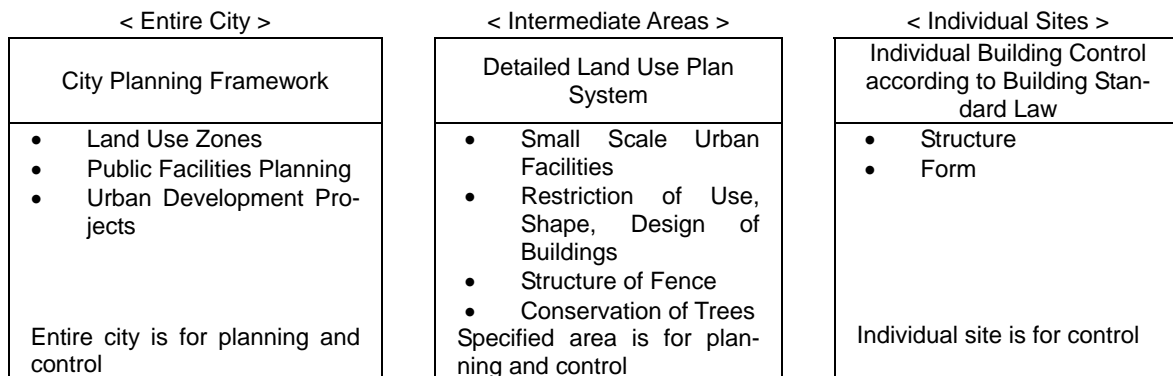 < Entire City >
City Planning Framework
• Land Use Zones
• Public Facilities Planning
• Urban Development Pro-
jects
Entire city is for planning and
control
< Intermediate Areas >
Detailed Land Use Plan
System
• Small Scale Urban
Facilities
• Restriction of Use,
Shape, Design of
Buildings
• Structure of Fence
• Conservation of Trees
Specified area is for plan-
ning and control
< Individual Sites >
Individual Building Control
according to Building Stan-
dard Law
• Structure
• Form
Individual site is for control